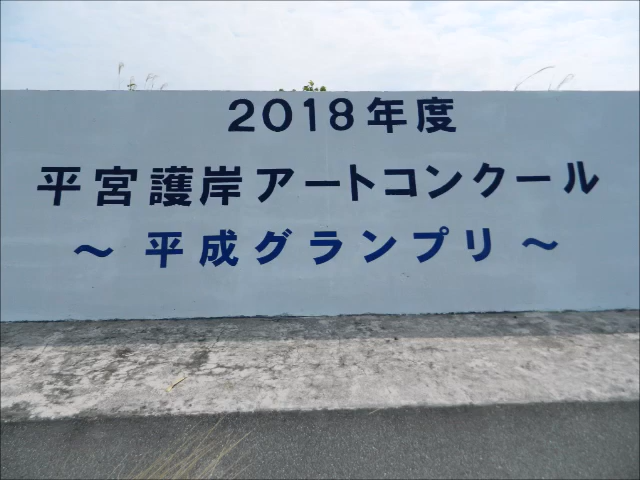 2018年度
平宮護岸アートコンクール
～ 平成グランプリ ～